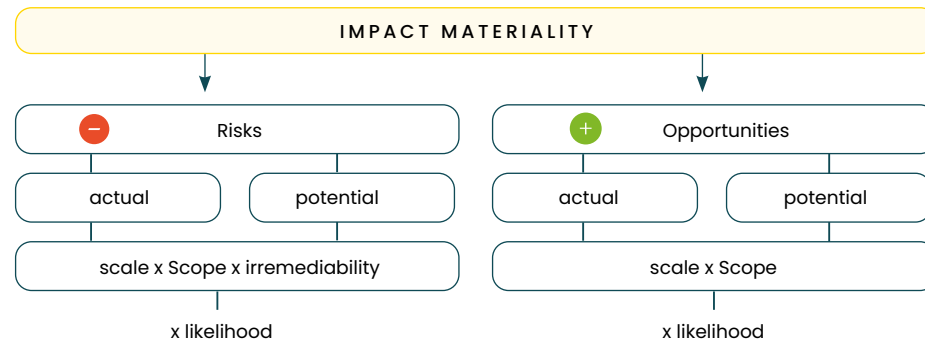 IMPACT MATERIALITY
− Risks
+ Opportunities
actual
potential
actual
potential
scale x Scope x irremediability
scale x Scope
x likelihood
x likelihood